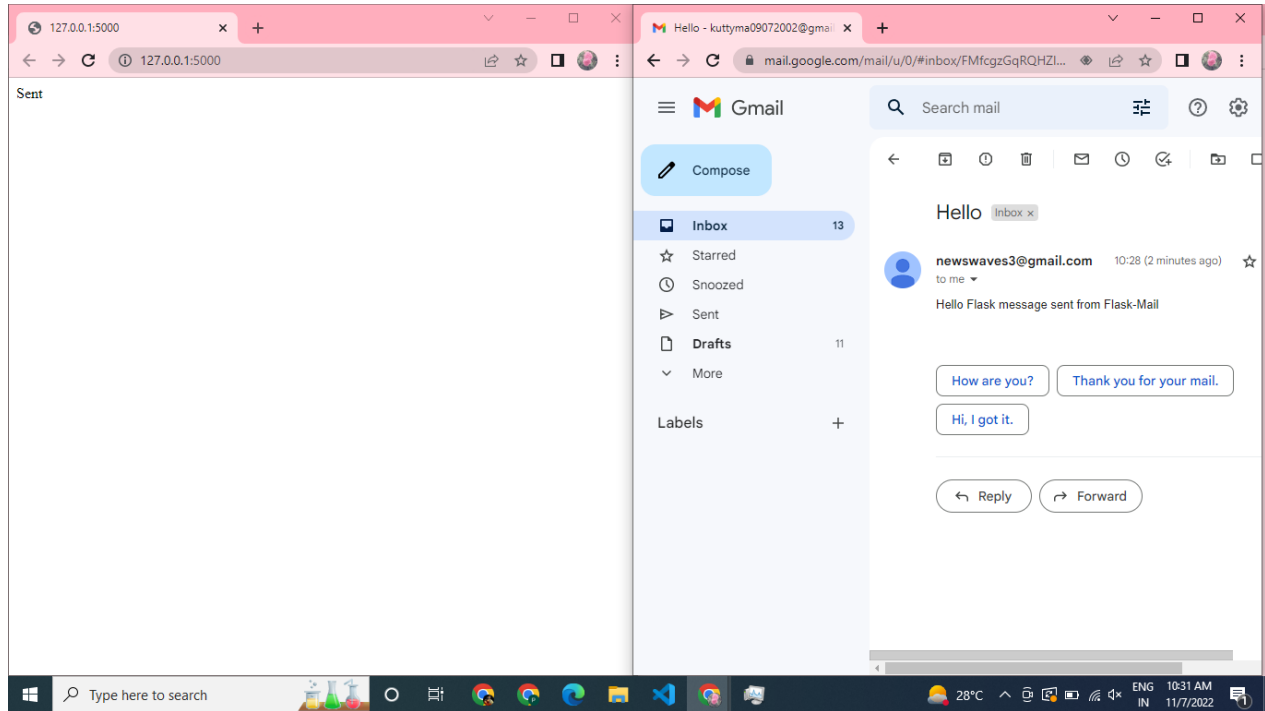 127.0.0.1:5000
127.0.0.1:5000
Sent
Hello - kuttyma09072002@gmail
mail.google.com/mail/u/0/#inbox/FMfcgzGqRQHZl...
Gmail
Search mail
Compose
Inbox 13
Starred
Snoozed
Sent
Drafts 11
More
Labels
Hello Inbox ×
newswaves3@gmail.com 10:28 (2 minutes ago)
to me
Hello Flask message sent from Flask-Mail
How are you? Thank you for your mail.
Hi, I got it.
Reply Forward
Type here to search
28°C
ENG
IN
10:31 AM
11/7/2022
1